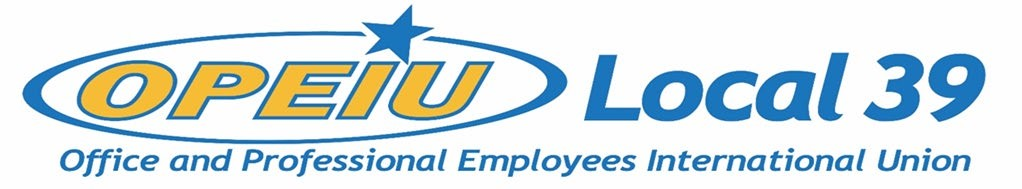 OPEIU Local 39
Office and Professional Employees International Union